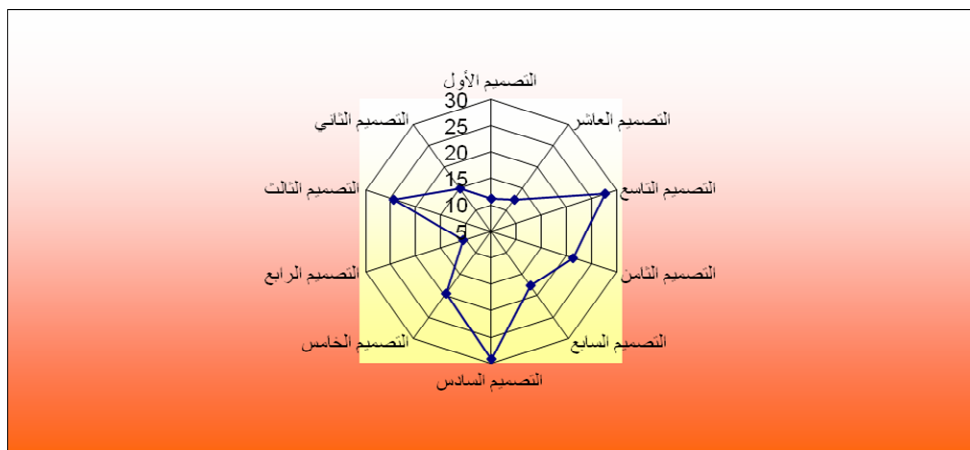 التصميم الأول
30
25
20
15
10
5
التصميم العاشر
التصميم الثاني
التصميم التاسع
التصميم الثالث
التصميم الثامن
التصميم الرابع
التصميم السابع
التصميم الخامس
التصميم السادس